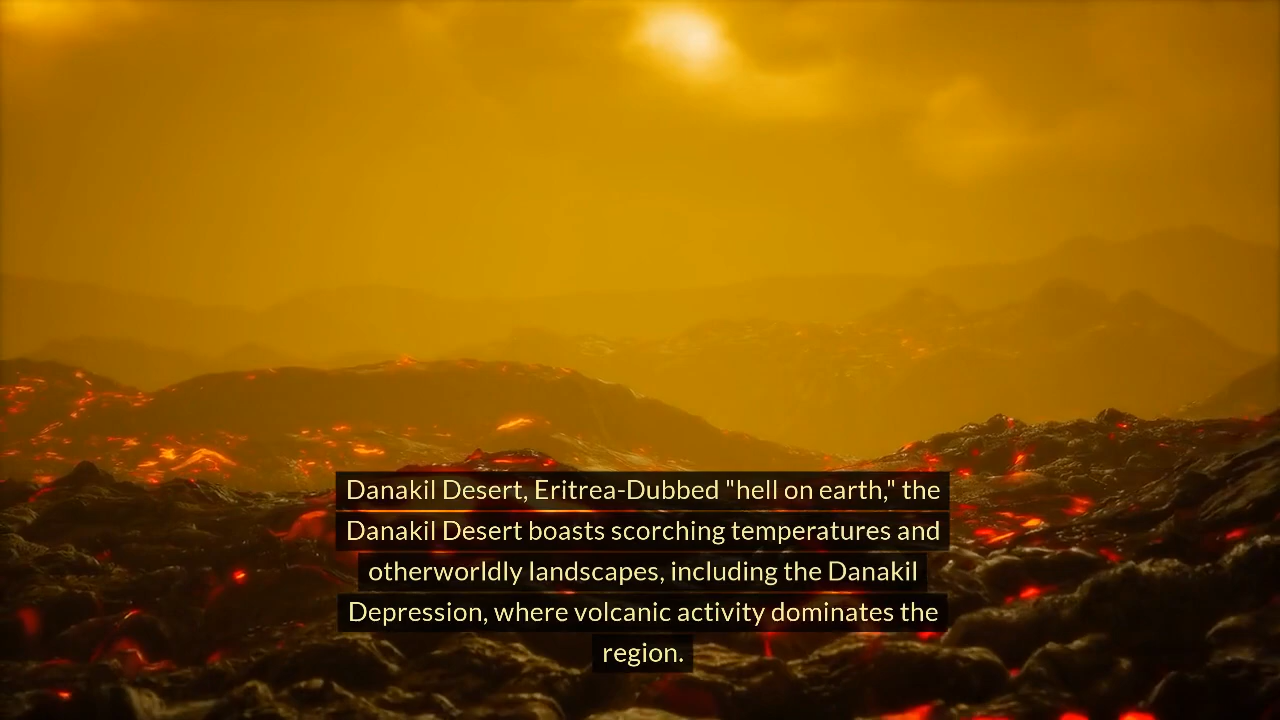 Danakil Desert, Eritrea-Dubbed "hell on earth," the
Danakil Desert boasts scorching temperatures and
otherworldly landscapes, including the Danakil
Depression, where volcanic activity dominates the
region.